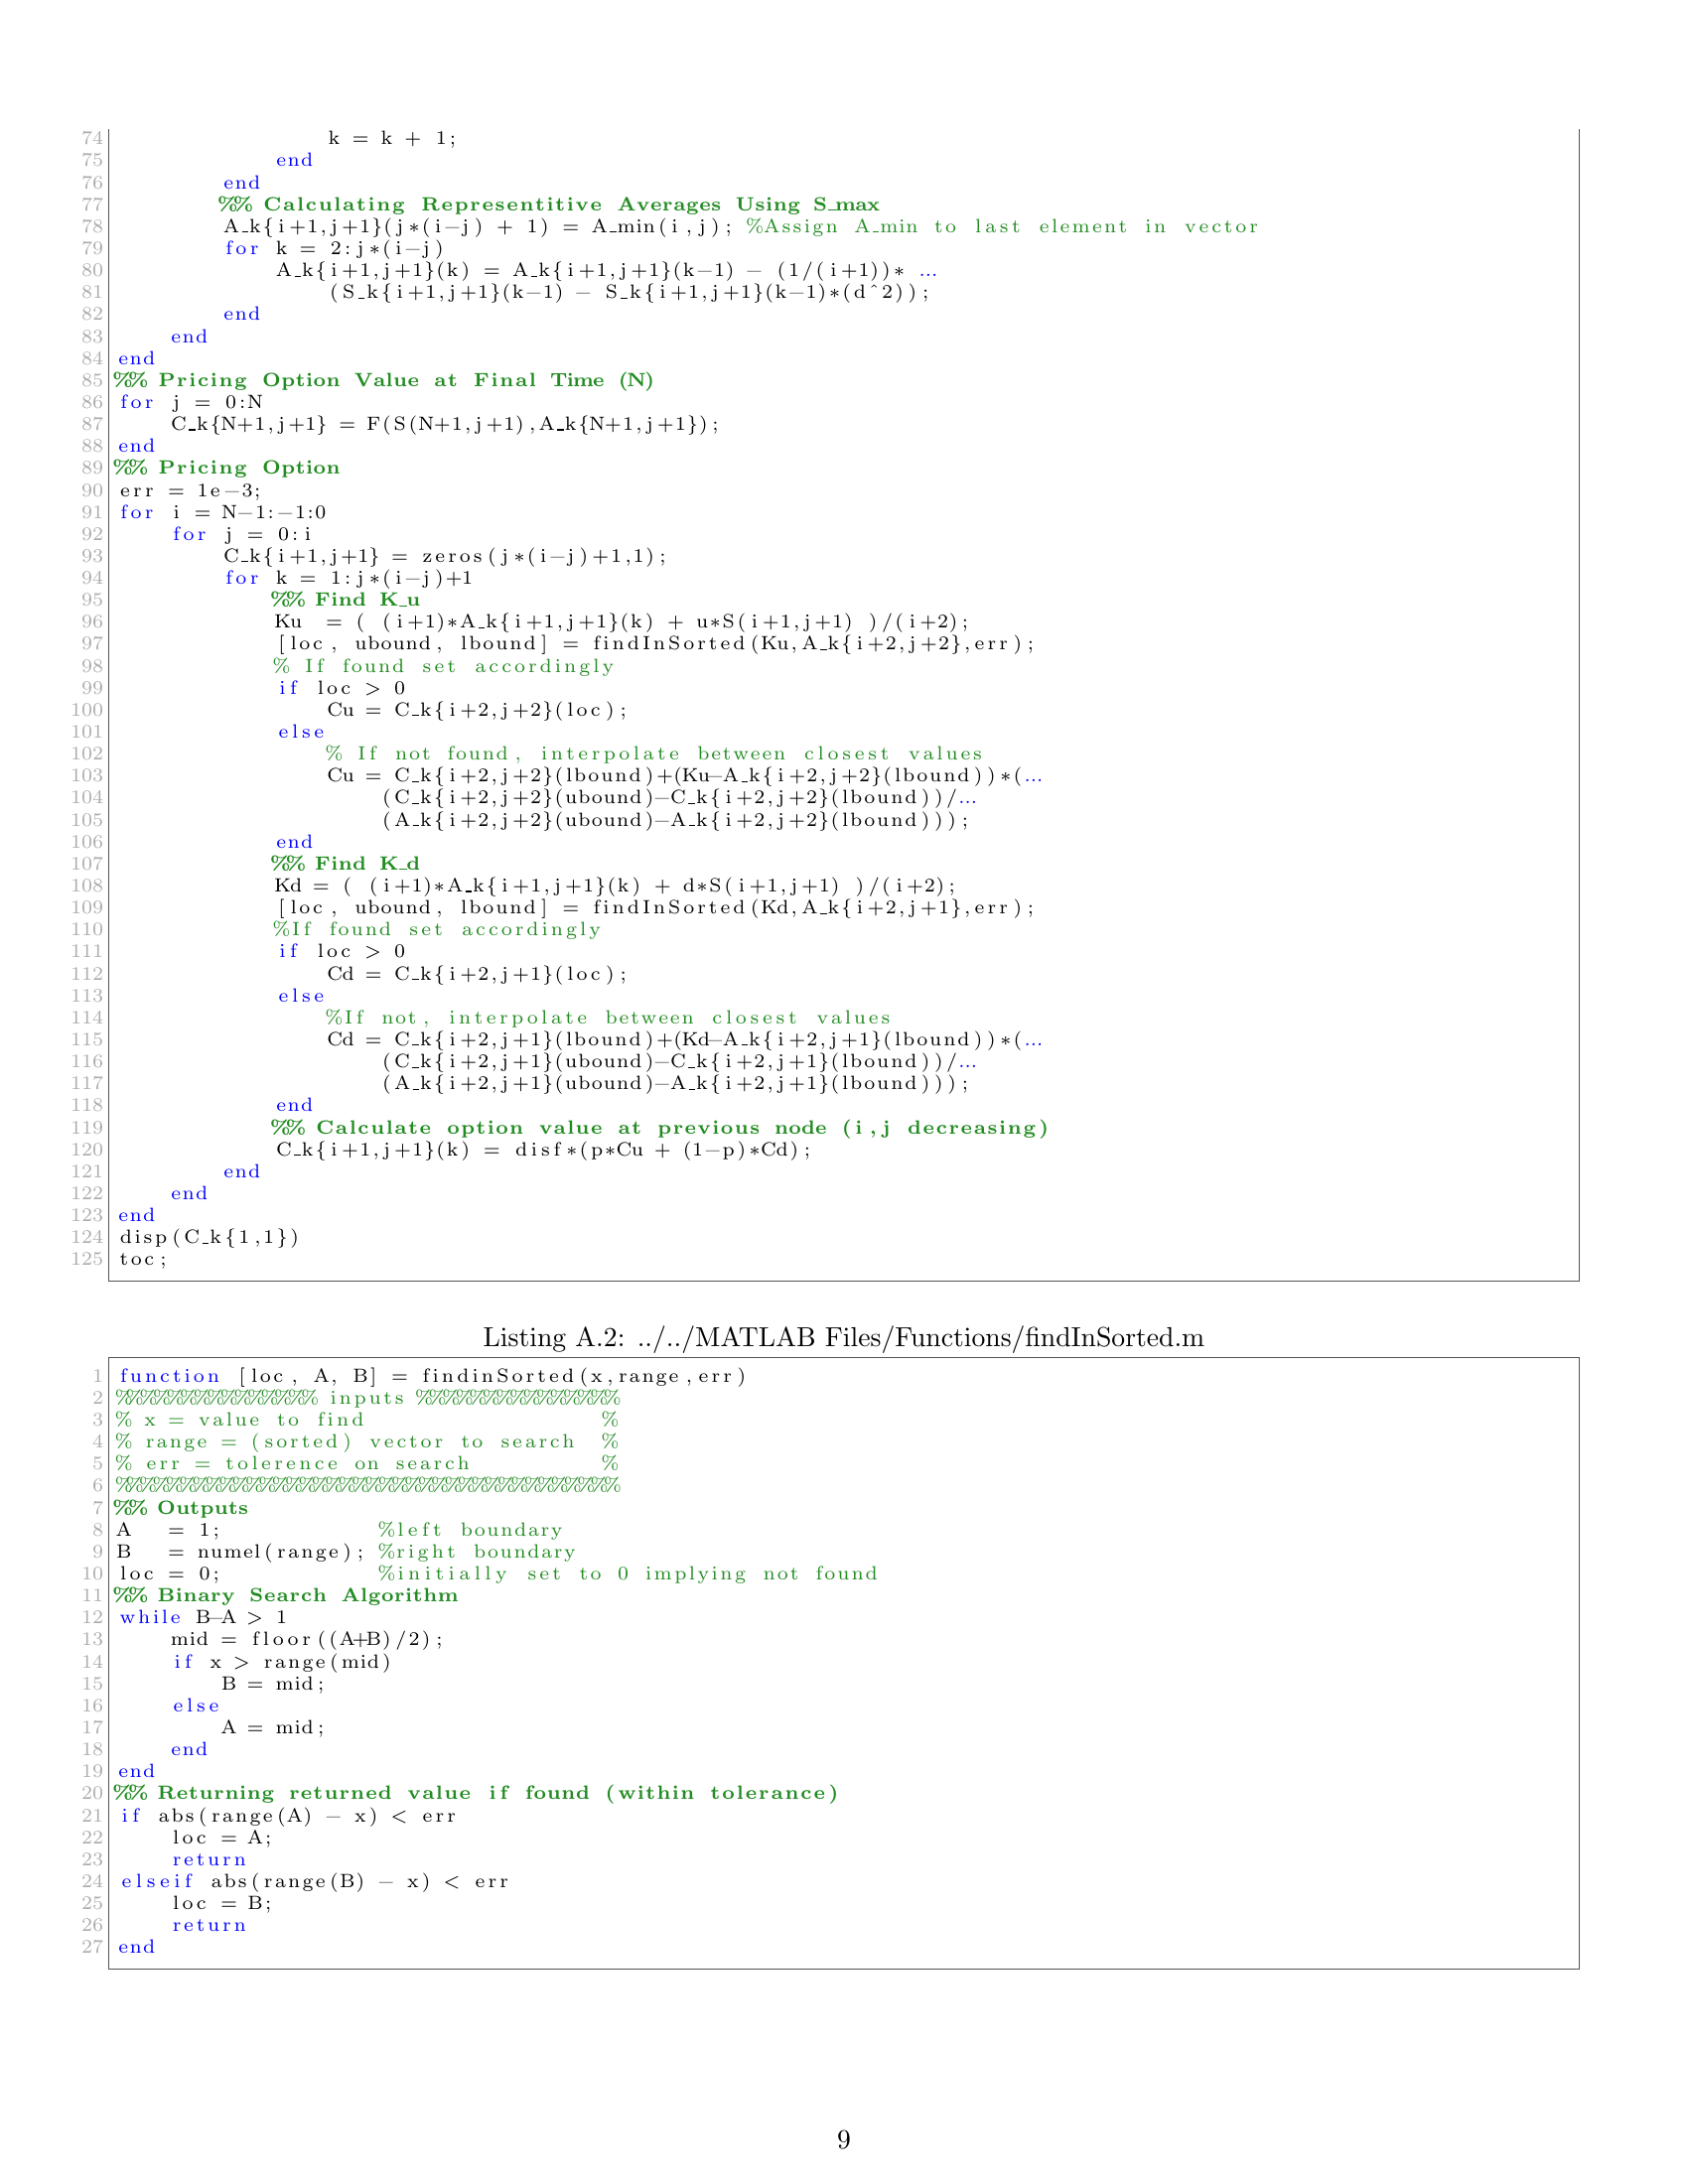 74 k = k + 1;
75 end
76 end
77 %% Calculating Representitive Averages Using S_max
78 A_k{i+1,j+1}(j*(i-j) + 1) = A_min(i,j); %Assign A_min to last element in vector
79 for k = 2:j*(i-j)
80 A_k{i+1,j+1}(k) = A_k{i+1,j+1}(k-1) - (1/(i+1))* ...
81 (S_k{i+1,j+1}(k-1) - S_k{i+1,j+1}(k-1)*(d^2));
82 end
83 end
84 end
85 %% Pricing Option Value at Final Time (N)
86 for j = 0:N
87 C_k{N+1,j+1} = F(S(N+1,j+1),A_k{N+1,j+1});
88 end
89 %% Pricing Option
90 err = 1e-3;
91 for i = N-1:-1:0
92 for j = 0:i
93 C_k{i+1,j+1} = zeros(j*(i-j)+1,1);
94 for k = 1:j*(i-j)+1
95 %% Find K_u
96 Ku = ( (i+1)*A_k{i+1,j+1}(k) + u*S(i+1,j+1) )/(i+2);
97 [loc, ubound, lbound] = findInSorted(Ku,A_k{i+2,j+2},err);
98 % If found set accordingly
99 if loc > 0
100 Cu = C_k{i+2,j+2}(loc);
101 else
102 % If not found, interpolate between closest values
103 Cu = C_k{i+2,j+2}(lbound)+(Ku-A_k{i+2,j+2}(lbound))*(...
104 (C_k{i+2,j+2}(ubound)-C_k{i+2,j+2}(lbound))/...
105 (A_k{i+2,j+2}(ubound)-A_k{i+2,j+2}(lbound)));
106 end
107 %% Find K_d
108 Kd = ( (i+1)*A_k{i+1,j+1}(k) + d*S(i+1,j+1) )/(i+2);
109 [loc, ubound, lbound] = findInSorted(Kd,A_k{i+2,j+1},err);
110 %If found set accordingly
111 if loc > 0
112 Cd = C_k{i+2,j+1}(loc);
113 else
114 %If not, interpolate between closest values
115 Cd = C_k{i+2,j+1}(lbound)+(Kd-A_k{i+2,j+1}(lbound))*(...
116 (C_k{i+2,j+1}(ubound)-C_k{i+2,j+1}(lbound))/...
117 (A_k{i+2,j+1}(ubound)-A_k{i+2,j+1}(lbound)));
118 end
119 %% Calculate option value at previous node (i,j decreasing)
120 C_k{i+1,j+1}(k) = disf*(p*Cu + (1-p)*Cd);
121 end
122 end
123 end
124 disp(C_k{1,1})
125 toc;
Listing A.2: ../../MATLAB Files/Functions/findInSorted.m
1 function [loc, A, B] = findinSorted(x,range,err)
2 %%%%%%%%%%%%%%% inputs %%%%%%%%%%%%%%%
3 % x = value to find %
4 % range = (sorted) vector to search %
5 % err = tolerence on search %
6 %%%%%%%%%%%%%%%%%%%%%%%%%%%%%%%%%%%%%%
7 %% Outputs
8 A = 1; %left boundary
9 B = numel(range); %right boundary
10 loc = 0; %initially set to 0 implying not found
11 %% Binary Search Algorithm
12 while B-A > 1
13 mid = floor((A+B)/2);
14 if x > range(mid)
15 B = mid;
16 else
17 A = mid;
18 end
19 end
20 %% Returning returned value if found (within tolerance)
21 if abs(range(A) - x) < err
22 loc = A;
23 return
24 elseif abs(range(B) - x) < err
25 loc = B;
26 return
27 end
9